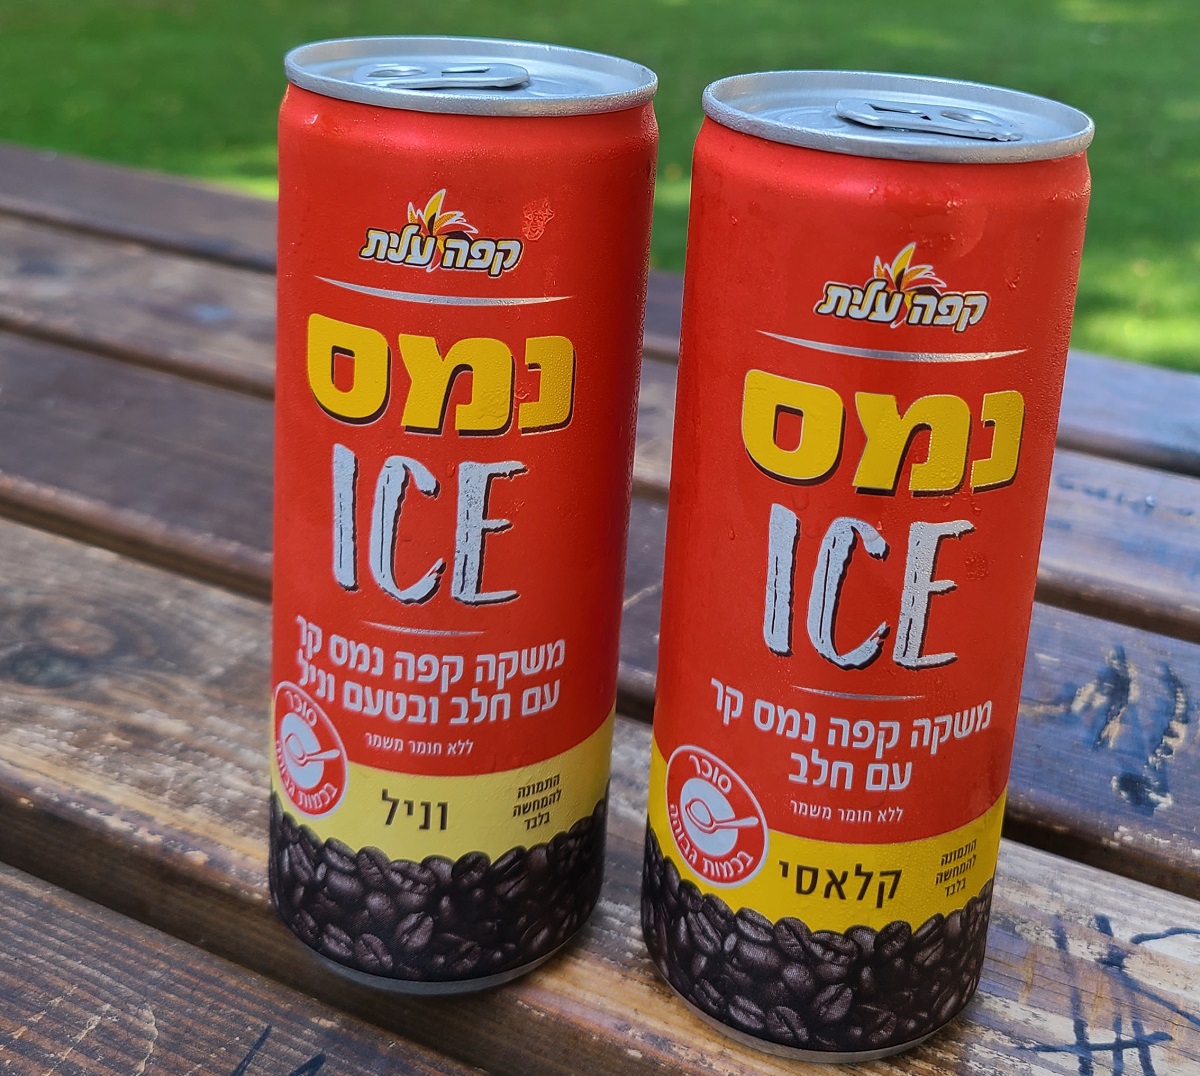 קפה עלית
נמס
ICE
משקה קפה נמס קר
עם חלב ובטעם וניל
ללא חומר משמר
סוכר
בכמות גבוהה
וניל
התמונה
להמחשה
בלבד
קפה עלית
נמס
ICE
משקה קפה נמס קר
עם חלב
ללא חומר משמר
סוכר
בכמות גבוהה
קלאסי
התמונה
להמחשה
בלבד